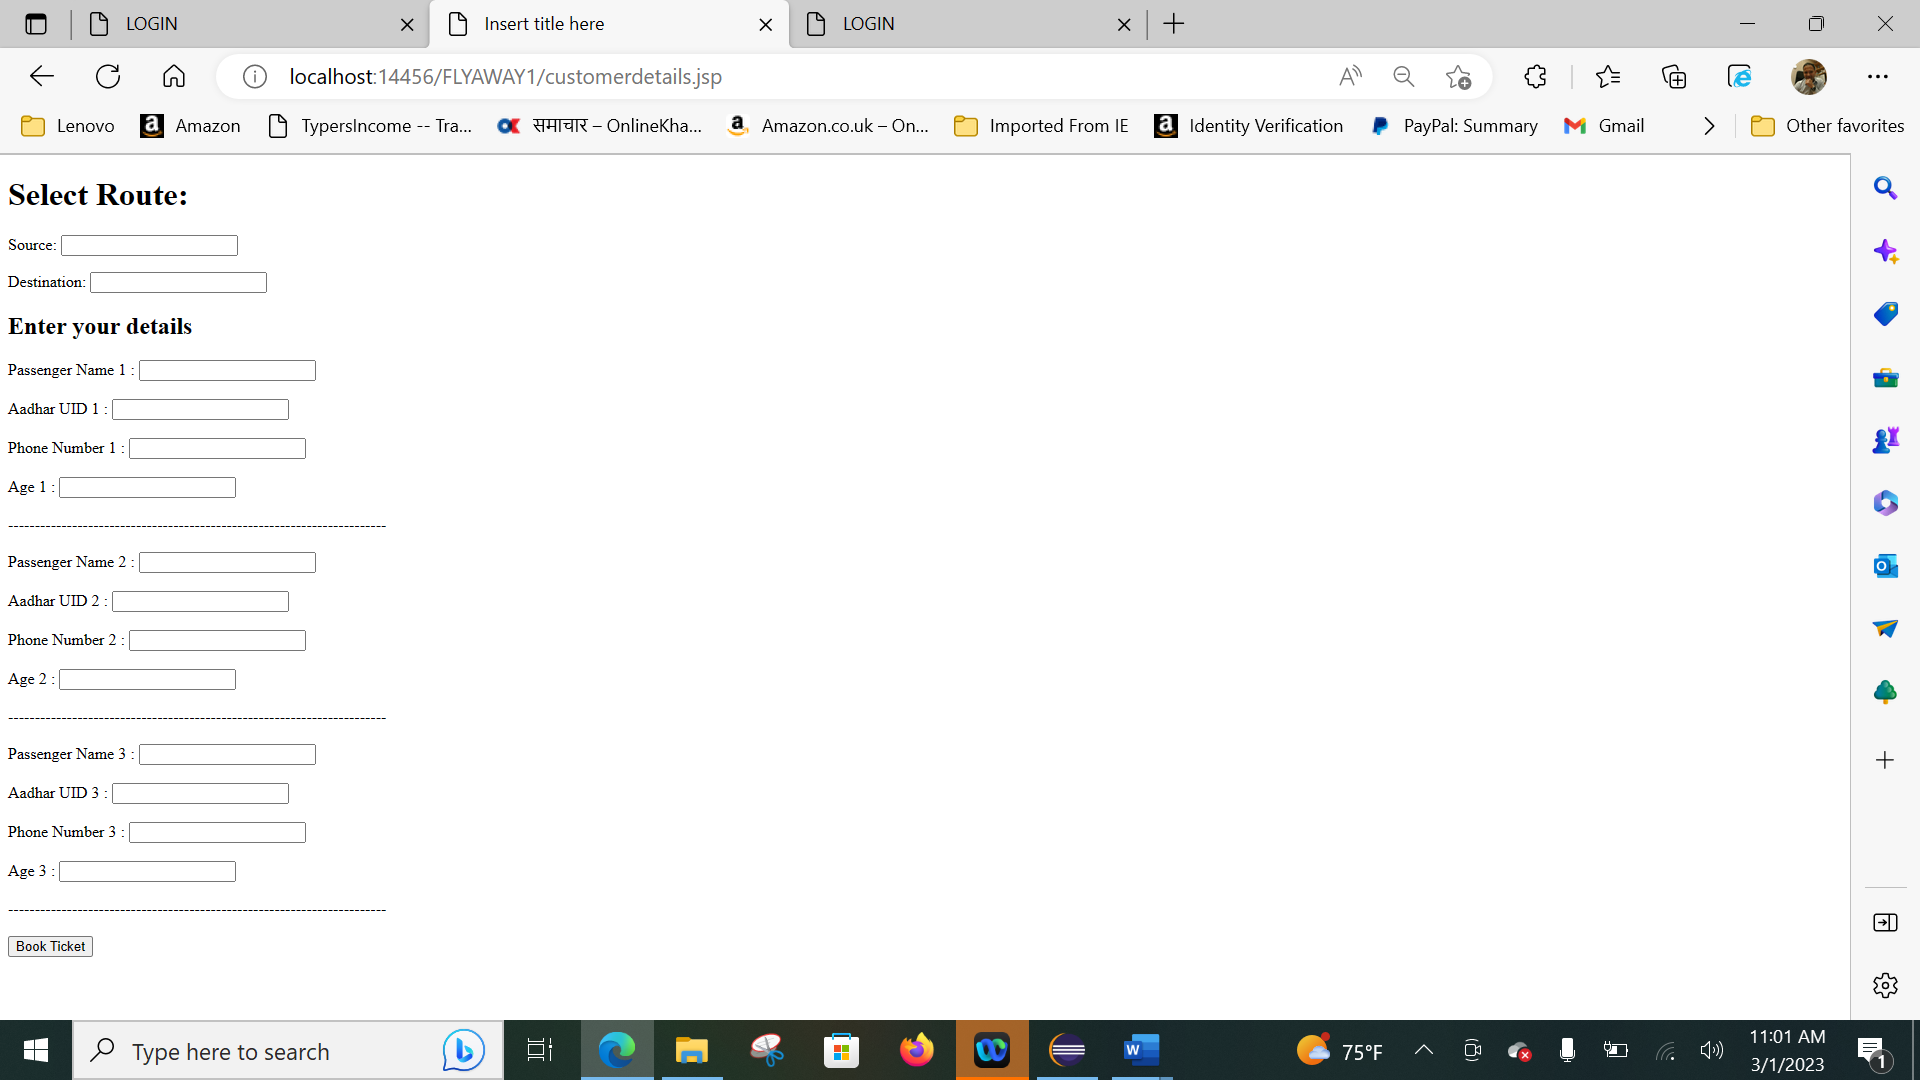 LOGIN
Insert title here
LOGIN
localhost:14456/FLYAWAY1/customerdetails.jsp
Lenovo
Amazon
TypersIncome -- Tra...
समाचार – OnlineKha...
Amazon.co.uk – On...
Imported From IE
Identity Verification
PayPal: Summary
Gmail
Other favorites
Select Route:
Source:
Destination:
Enter your details
Passenger Name 1 :
Aadhar UID 1 :
Phone Number 1 :
Age 1 :
-----------------------------------------------------------------------
Passenger Name 2 :
Aadhar UID 2 :
Phone Number 2 :
Age 2 :
-----------------------------------------------------------------------
Passenger Name 3 :
Aadhar UID 3 :
Phone Number 3 :
Age 3 :
-----------------------------------------------------------------------
Book Ticket
Type here to search
75°F
11:01 AM
3/1/2023
1